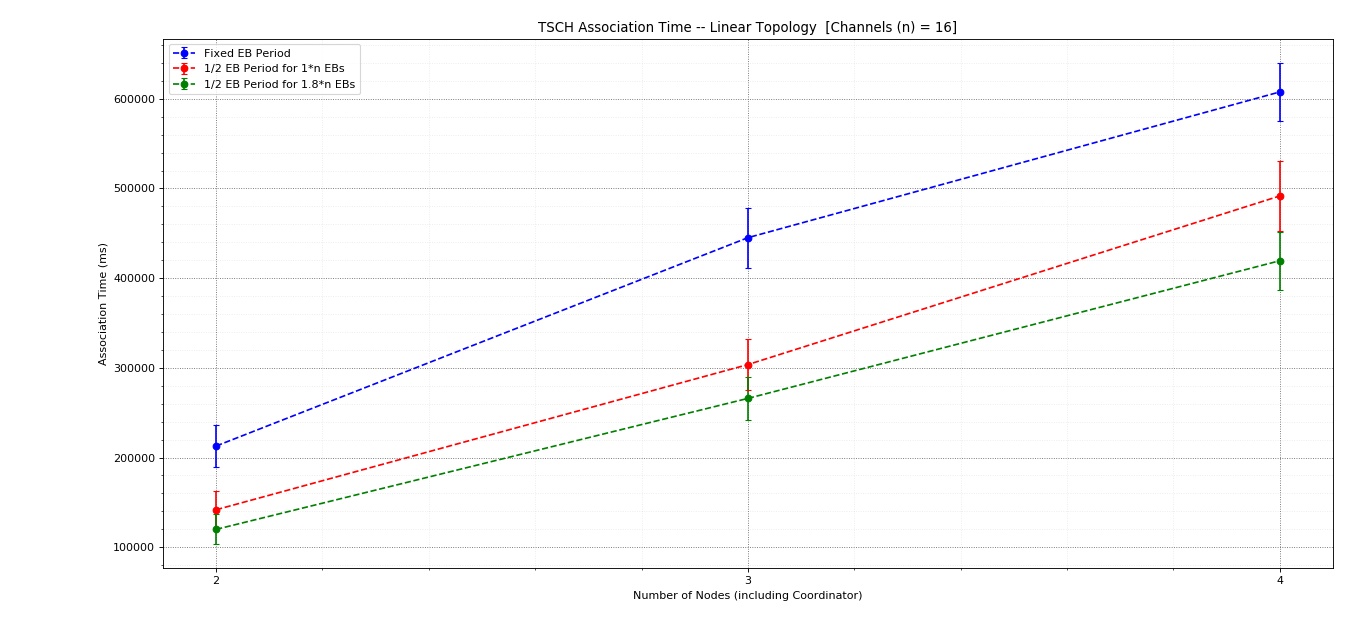 TSCH Association Time -- Linear Topology  [Channels (n) = 16]
Fixed EB Period
1/2 EB Period for 1*n EBs
1/2 EB Period for 1.8*n EBs
600000
500000
400000
300000
200000
100000
Association Time (ms)
2
3
4
Number of Nodes (including Coordinator)